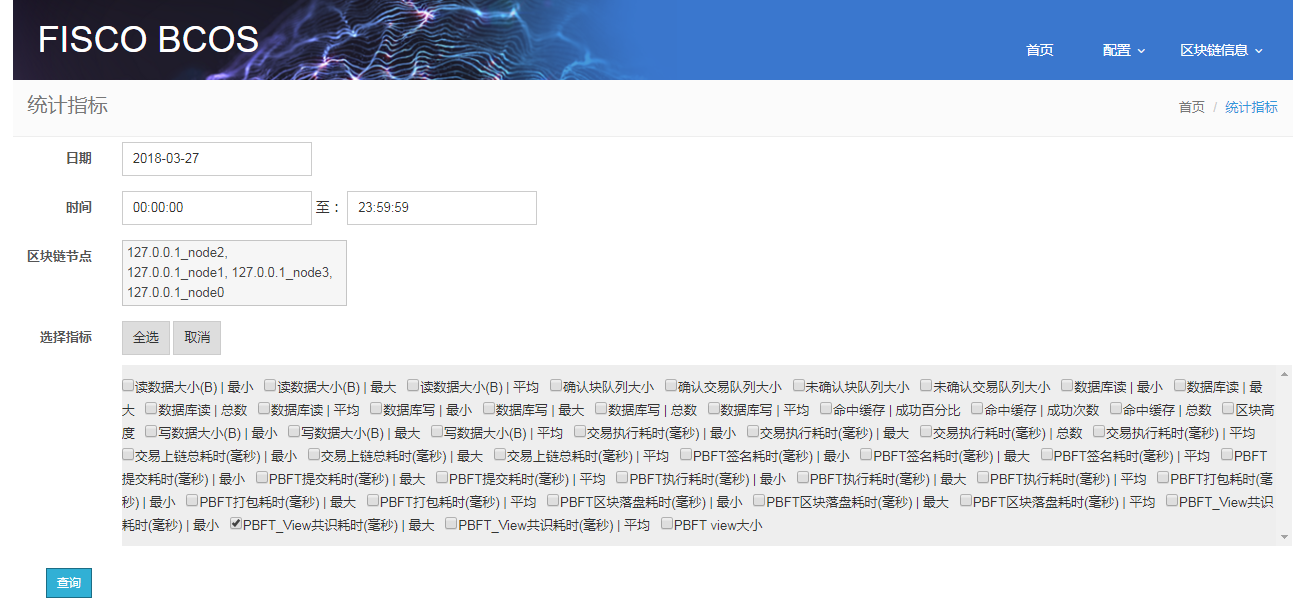 FISCO BCOS
首页 配置 区块链信息
统计指标
首页 / 统计指标
日期 2018-03-27
时间 00:00:00 至： 23:59:59
区块链节点 127.0.0.1_node2,
127.0.0.1_node1, 127.0.0.1_node3,
127.0.0.1_node0
选择指标 全选 取消
读数据大小(B) | 最小 读数据大小(B) | 最大 读数据大小(B) | 平均 确认块队列大小 确认交易队列大小 未确认块队列大小 未确认交易队列大小 数据库读 | 最小 数据库读 | 最
大 数据库读 | 总数 数据库读 | 平均 数据库写 | 最小 数据库写 | 最大 数据库写 | 总数 数据库写 | 平均 命中缓存 | 成功百分比 命中缓存 | 成功次数 命中缓存 | 总数 区块高
度 写数据大小(B) | 最小 写数据大小(B) | 最大 写数据大小(B) | 平均 交易执行耗时(毫秒) | 最小 交易执行耗时(毫秒) | 最大 交易执行耗时(毫秒) | 总数 交易执行耗时(毫秒) | 平均
交易上链总耗时(毫秒) | 最小 交易上链总耗时(毫秒) | 最大 交易上链总耗时(毫秒) | 平均 PBFT签名耗时(毫秒) | 最小 PBFT签名耗时(毫秒) | 最大 PBFT签名耗时(毫秒) | 平均 PBFT
提交耗时(毫秒) | 最小 PBFT提交耗时(毫秒) | 最大 PBFT提交耗时(毫秒) | 平均 PBFT执行耗时(毫秒) | 最小 PBFT执行耗时(毫秒) | 最大 PBFT执行耗时(毫秒) | 平均 PBFT打包耗时(毫
秒) | 最小 PBFT打包耗时(毫秒) | 最大 PBFT打包耗时(毫秒) | 平均 PBFT区块落盘耗时(毫秒) | 最小 PBFT区块落盘耗时(毫秒) | 最大 PBFT区块落盘耗时(毫秒) | 平均 PBFT_View共识
耗时(毫秒) | 最小 PBFT_View共识耗时(毫秒) | 最大 PBFT_View共识耗时(毫秒) | 平均 PBFT view大小
查询